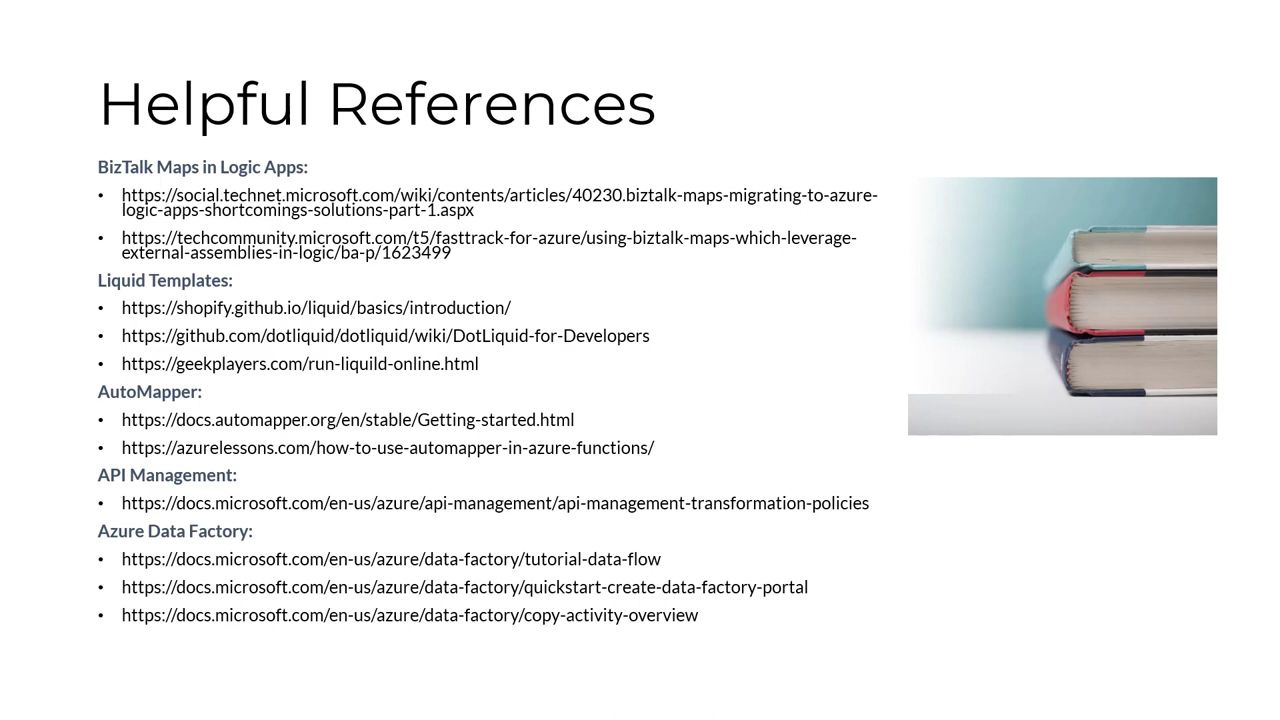 Helpful References
BizTalk Maps in Logic Apps:
• https://social.technet.microsoft.com/wiki/contents/articles/40230.biztalk-maps-migrating-to-azure-
logic-apps-shortcomings-solutions-part-1.aspx
• https://techcommunity.microsoft.com/t5/fasttrack-for-azure/using-biztalk-maps-which-leverage-
external-assemblies-in-logic/ba-p/1623499
Liquid Templates:
• https://shopify.github.io/liquid/basics/introduction/
• https://github.com/dotliquid/dotliquid/wiki/DotLiquid-for-Developers
• https://geekplayers.com/run-liquild-online.html
AutoMapper:
• https://docs.automapper.org/en/stable/Getting-started.html
• https://azurelessons.com/how-to-use-automapper-in-azure-functions/
API Management:
• https://docs.microsoft.com/en-us/azure/api-management/api-management-transformation-policies
Azure Data Factory:
• https://docs.microsoft.com/en-us/azure/data-factory/tutorial-data-flow
• https://docs.microsoft.com/en-us/azure/data-factory/quickstart-create-data-factory-portal
• https://docs.microsoft.com/en-us/azure/data-factory/copy-activity-overview